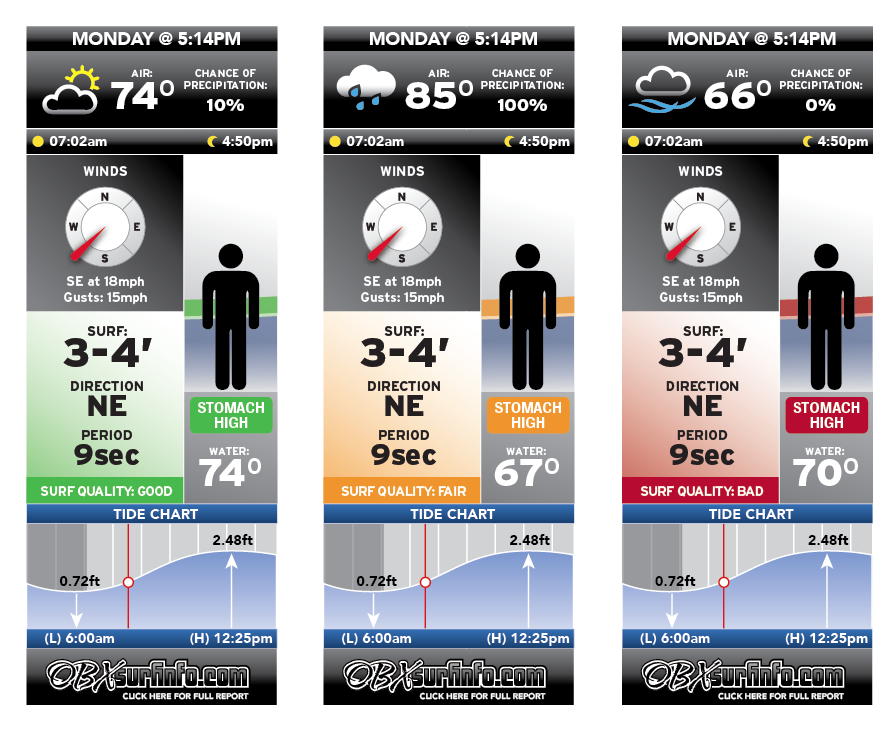 MONDAY @ 5:14PM
AIR:
74°
CHANCE OF
PRECIPITATION:
10%
07:02am
4:50pm
WINDS
N
W
E
S
SE at 18mph
Gusts: 15mph
SURF:
3-4'
DIRECTION
NE
PERIOD
9sec
SURF QUALITY: GOOD
STOMACH
HIGH
WATER:
74°
TIDE CHART
2.48ft
0.72ft
(L) 6:00am
(H) 12:25pm
OBXsurfinfo.com
CLICK HERE FOR FULL REPORT
MONDAY @ 5:14PM
AIR:
85°
CHANCE OF
PRECIPITATION:
100%
07:02am
4:50pm
WINDS
N
W
E
S
SE at 18mph
Gusts: 15mph
SURF:
3-4'
DIRECTION
NE
PERIOD
9sec
SURF QUALITY: FAIR
STOMACH
HIGH
WATER:
67°
TIDE CHART
2.48ft
0.72ft
(L) 6:00am
(H) 12:25pm
OBXsurfinfo.com
CLICK HERE FOR FULL REPORT
MONDAY @ 5:14PM
AIR:
66°
CHANCE OF
PRECIPITATION:
0%
07:02am
4:50pm
WINDS
N
W
E
S
SE at 18mph
Gusts: 15mph
SURF:
3-4'
DIRECTION
NE
PERIOD
9sec
SURF QUALITY: BAD
STOMACH
HIGH
WATER:
70°
TIDE CHART
2.48ft
0.72ft
(L) 6:00am
(H) 12:25pm
OBXsurfinfo.com
CLICK HERE FOR FULL REPORT